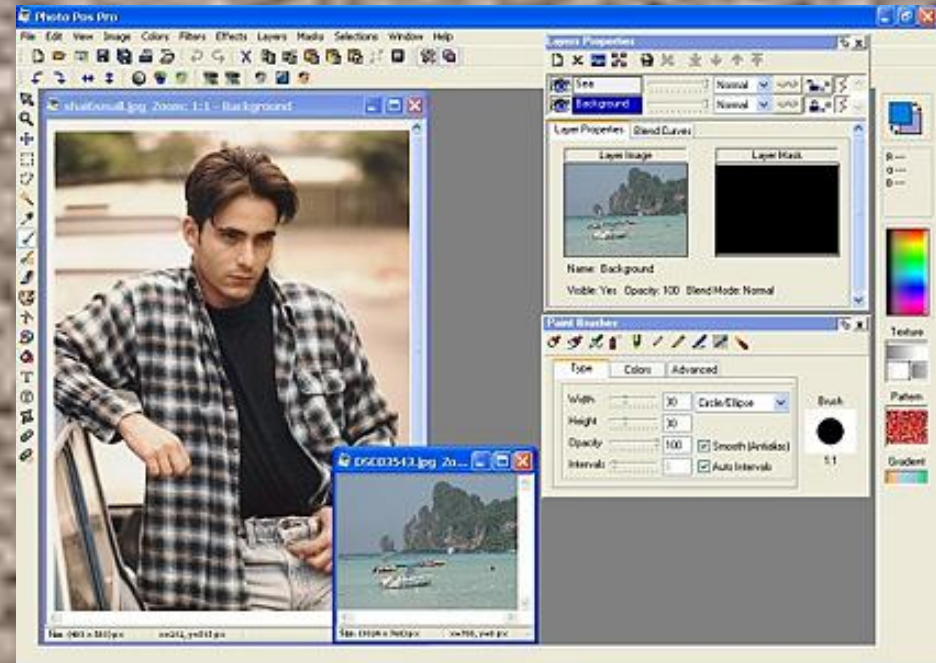 Photo Pos Pro
File Edit View Image Colors Filters Effects Layers Masks Selections Window Help
Layers Properties
Sea Normal
Background Normal
Layer Properties Blend Curves
Layer Image Layer Mask
Name: Background
Visible: Yes Opacity: 100 Blend Mode: Normal
Zoom: 1:1 - Background
R ---
G ---
B ---
Texture
Pattern
Gradient
Paint Brushes
Type Colors Advanced
Width 30 Circle/Ellipse Brush
Height 30
Opacity 100 Smooth (Antialias)
Intervals Auto Intervals 1:1
DSC03543.jpg Zo...